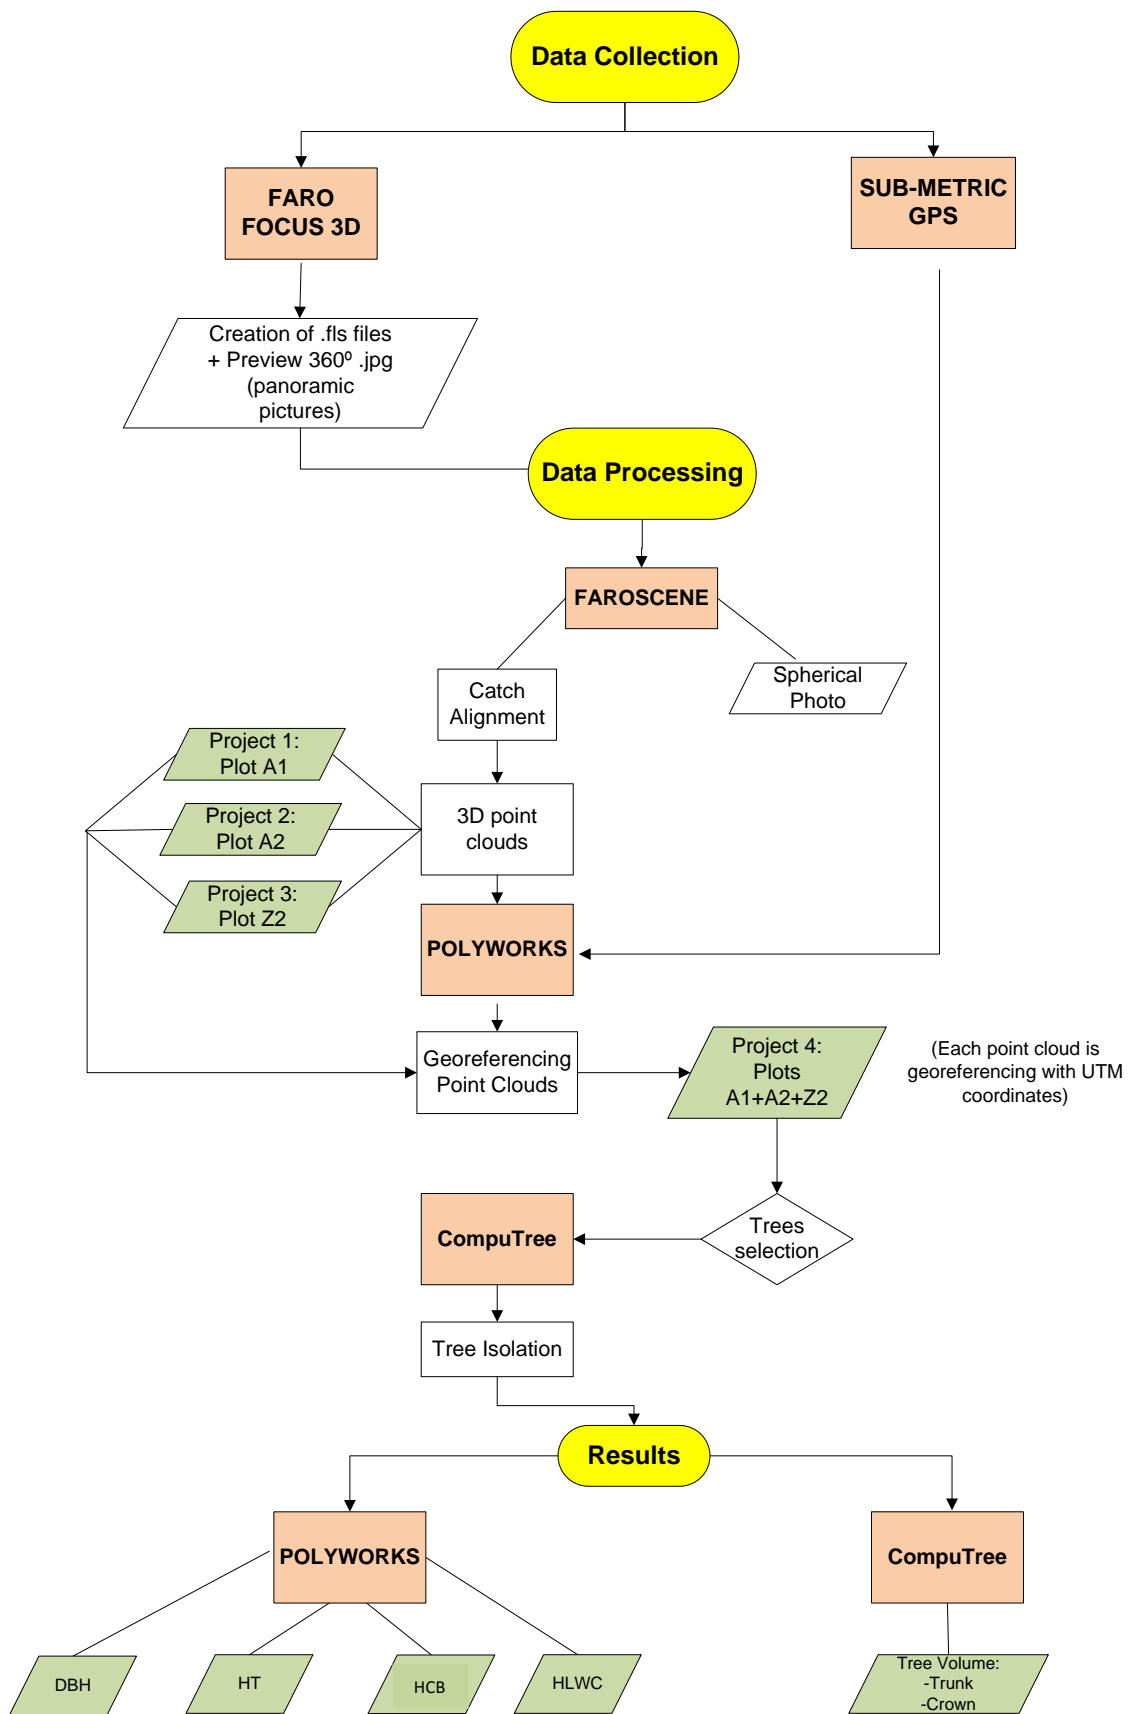 Data Collection
FARO
FOCUS 3D
SUB-METRIC
GPS
Creation of .fls files
+ Preview 360º .jpg
(panoramic
pictures)
Data Processing
FAROSCENE
Spherical
Photo
Catch
Alignment
Project 1:
Plot A1
Project 2:
Plot A2
Project 3:
Plot Z2
3D point
clouds
POLYWORKS
Georeferencing
Point Clouds
Project 4:
Plots
A1+A2+Z2
(Each point cloud is
georeferencing with UTM
coordinates)
Trees
selection
CompuTree
Tree Isolation
Results
POLYWORKS
CompuTree
DBH
HT
HCB
HLWC
Tree Volume:
-Trunk
-Crown